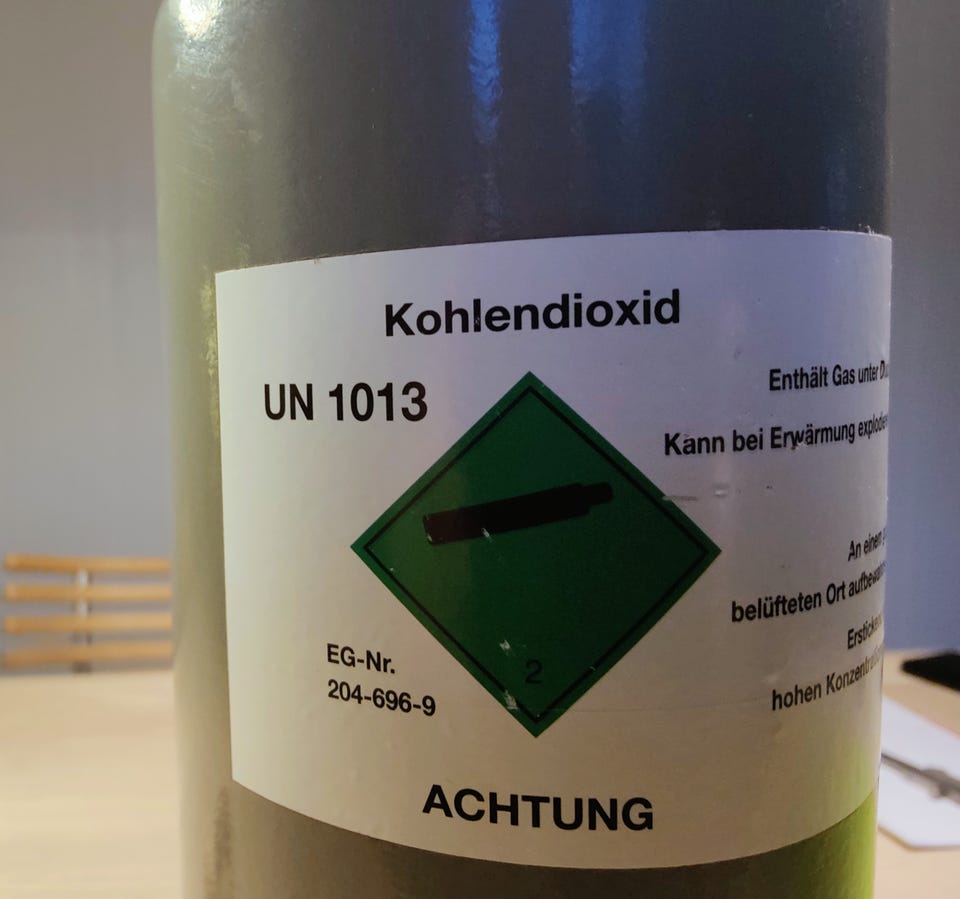 Kohlendioxid
UN 1013
Enthält Gas unter
Kann bei Erwärmung
2
An einem
belüfteten Ort
EG-Nr.
204-696-9
hohen
ACHTUNG